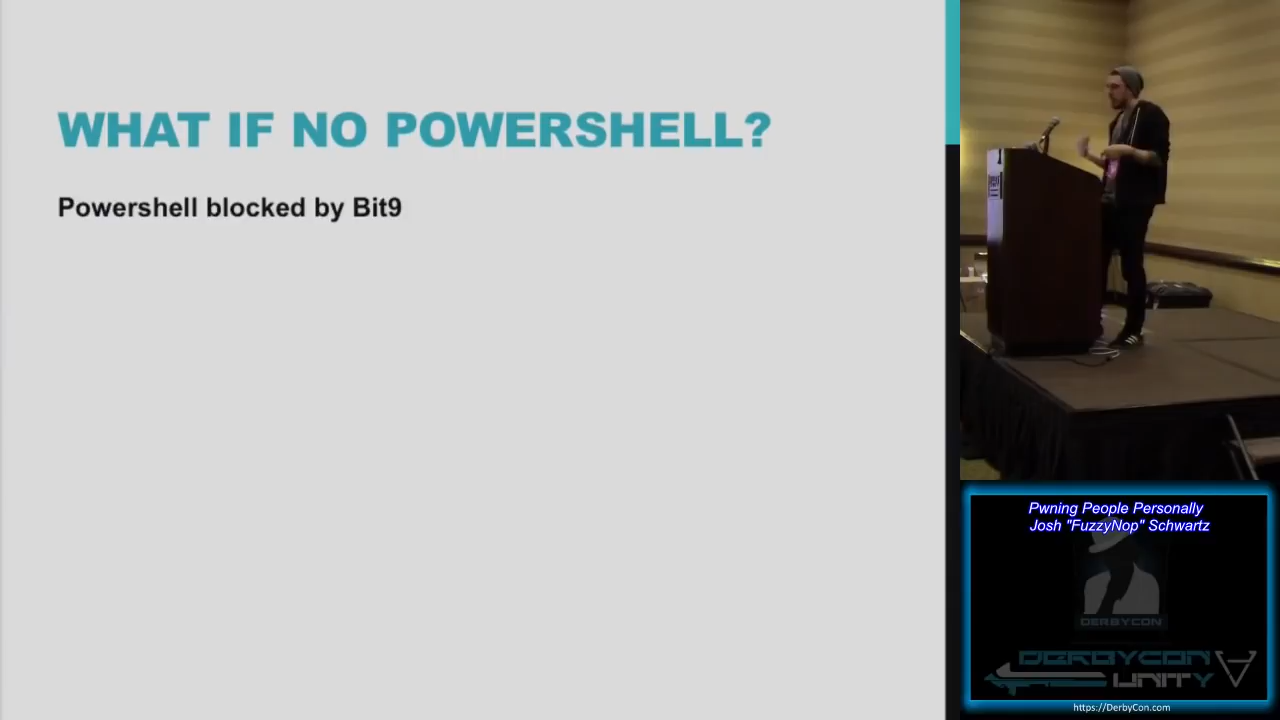 WHAT IF NO POWERSHELL?
Powershell blocked by Bit9
Pwning People Personally
Josh "FuzzyNop" Schwartz
DERBYCON
DERBYCON
UNITY
https://DerbyCon.com